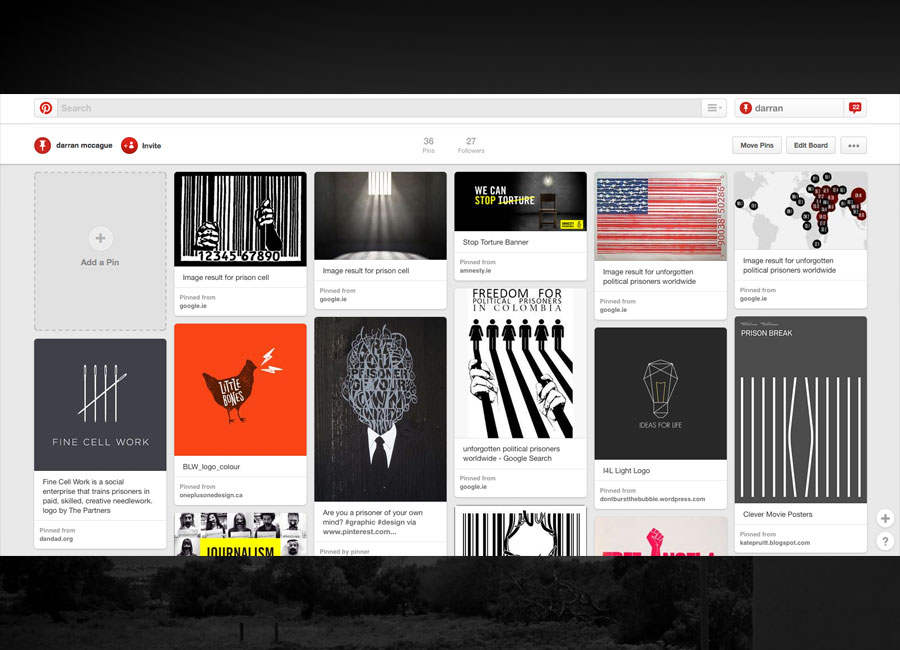 Search
darran
22
darran mccague
Invite
36
Pins
27
Followers
Move Pins
Edit Board
Add a Pin
FINE CELL WORK
Fine Cell Work is a social
enterprise that trains prisoners in
paid, skilled, creative needlework.
logo by The Partners
Pinned from
dandad.org
12345 67890
Image result for prison cell
Pinned from
google.ie
LITTLE
BONES
BLW_logo_colour
Pinned from
oneplusonedesign.ca
JOURNALISM
Image result for prison cell
Pinned from
google.ie
Are you a prisoner of your own
mind? #graphic #design via
www.pinterest.com...
Pinned by pinner
WE CAN
STOP TORTURE
Stop Torture Banner
Pinned from
amnesty.ie
FREEDOM FOR
POLITICAL PRISONERS
IN COLOMBIA
unforgotten political prisoners
worldwide - Google Search
Pinned from
google.ie
Image result for unforgotten
political prisoners worldwide
Pinned from
google.ie
IDEAS FOR LIFE
I4L Light Logo
Pinned from
dontburstthebubble.wordpress.com
Image result for unforgotten
political prisoners worldwide
Pinned from
google.ie
PRISON BREAK
Clever Movie Posters
Pinned from
katepruitt.blogspot.com
?